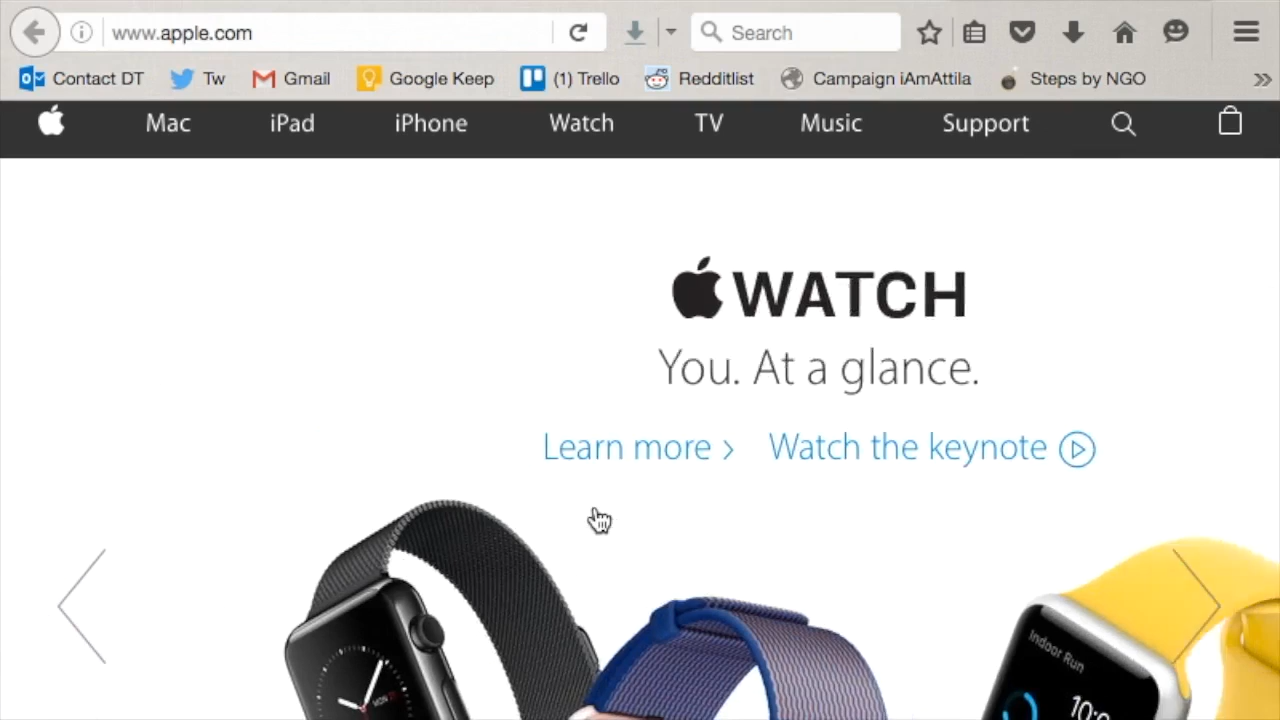 www.apple.com
Search
Contact DT Tw Gmail Google Keep (1) Trello Redditlist Campaign iAmAttila Steps by NGO
Mac iPad iPhone Watch TV Music Support
WATCH
You. At a glance.
Learn more > Watch the keynote
Indoor Run
MON